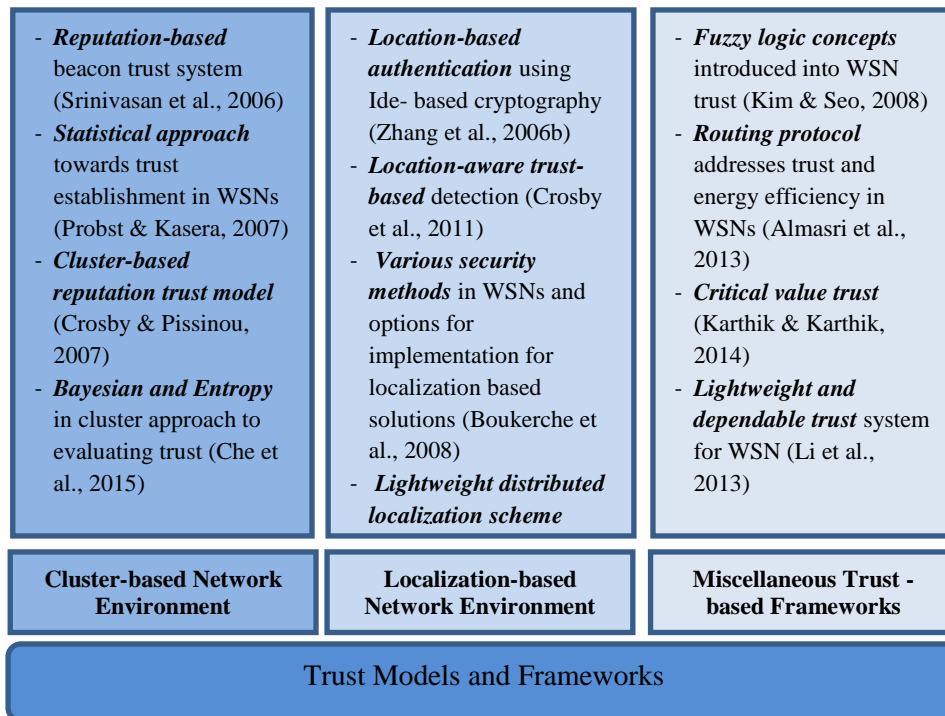 - Reputation-based
beacon trust system
(Srinivasan et al., 2006)
- Statistical approach
towards trust
establishment in WSNs
(Probst & Kasera, 2007)
- Cluster-based
reputation trust model
(Crosby & Pissinou,
2007)
- Bayesian and Entropy
in cluster approach to
evaluating trust (Che et
al., 2015)
- Location-based
authentication using
Ide- based cryptography
(Zhang et al., 2006b)
- Location-aware trust-
based detection (Crosby
et al., 2011)
- Various security
methods in WSNs and
options for
implementation for
localization based
solutions (Boukerche et
al., 2008)
- Lightweight distributed
localization scheme
- Fuzzy logic concepts
introduced into WSN
trust (Kim & Seo, 2008)
- Routing protocol
addresses trust and
energy efficiency in
WSNs (Almasri et al.,
2013)
- Critical value trust
(Karthik & Karthik,
2014)
- Lightweight and
dependable trust system
for WSN (Li et al.,
2013)
Cluster-based Network
Environment
Localization-based
Network Environment
Miscellaneous Trust -
based Frameworks
Trust Models and Frameworks